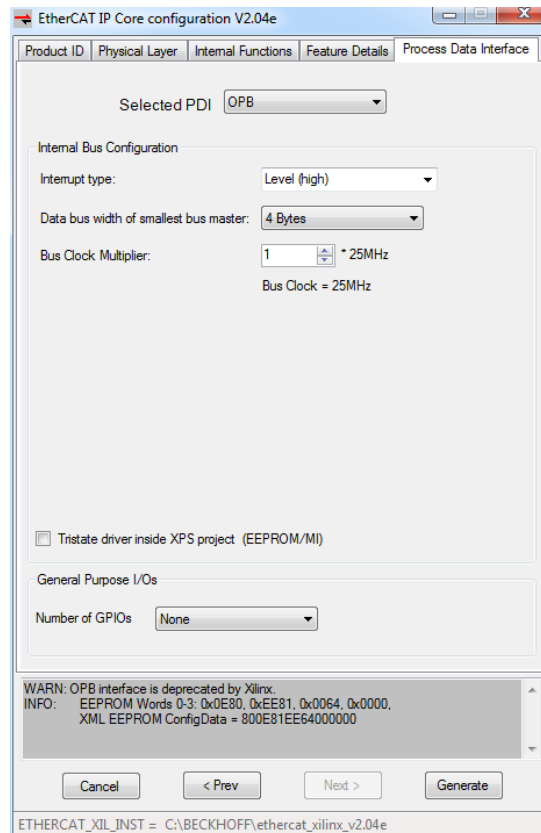 EtherCAT IP Core configuration V2.04e
Product ID Physical Layer Internal Functions Feature Details Process Data Interface
Selected PDI OPB
Internal Bus Configuration
Interrupt type: Level (high)
Data bus width of smallest bus master: 4 Bytes
Bus Clock Multiplier: 1 * 25MHz
Bus Clock = 25MHz
Tristate driver inside XPS project (EEPROM/MI)
General Purpose I/Os
Number of GPIOs None
WARN: OPB interface is deprecated by Xilinx.
INFO: EEPROM Words 0-3: 0x0E80, 0xEE81, 0x0064, 0x0000,
XML EEPROM ConfigData = 800E81EE64000000
Cancel < Prev Next > Generate
ETHERCAT_XIL_INST = C:\BECKHOFF\ethercat_xilinx_v2.04e